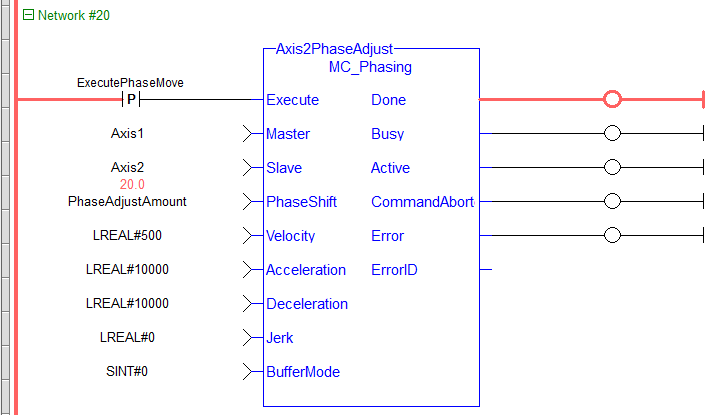 Network #20
Axis2PhaseAdjust
MC_Phasing
ExecutePhaseMove
P
Execute Done
Axis1 Master Busy
Axis2 Slave Active
20.0
PhaseAdjustAmount PhaseShift CommandAbort
LREAL#500 Velocity Error
LREAL#10000 Acceleration ErrorID
LREAL#10000 Deceleration
LREAL#0 Jerk
SINT#0 BufferMode